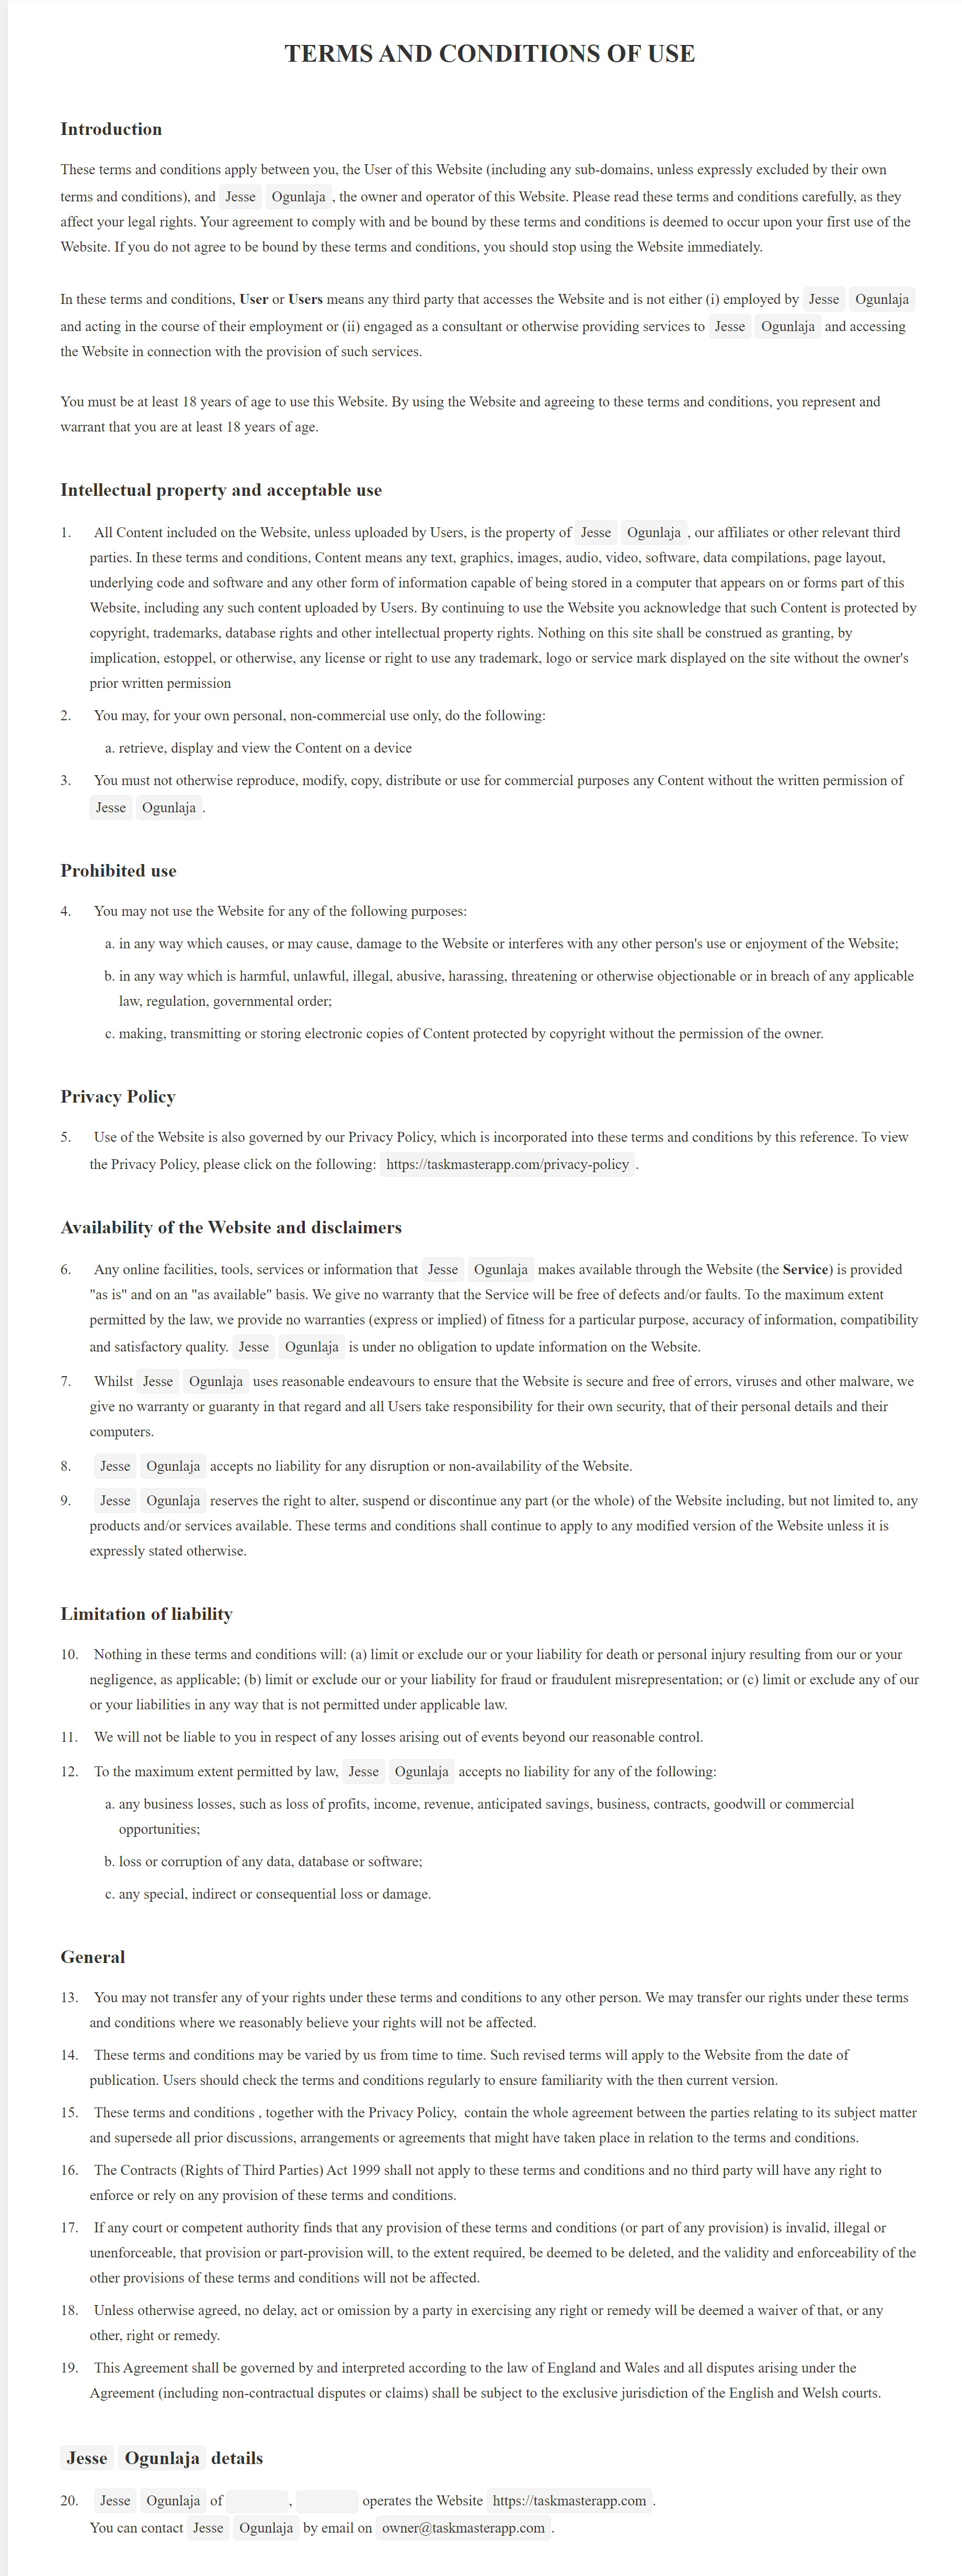 TERMS AND CONDITIONS OF USE
Introduction
These terms and conditions apply between you, the User of this Website (including any sub-domains, unless expressly excluded by their own
terms and conditions), and Jesse Ogunlaja , the owner and operator of this Website. Please read these terms and conditions carefully, as they
affect your legal rights. Your agreement to comply with and be bound by these terms and conditions is deemed to occur upon your first use of the
Website. If you do not agree to be bound by these terms and conditions, you should stop using the Website immediately.
In these terms and conditions, User or Users means any third party that accesses the Website and is not either (i) employed by Jesse Ogunlaja
and acting in the course of their employment or (ii) engaged as a consultant or otherwise providing services to Jesse Ogunlaja and accessing
the Website in connection with the provision of such services.
You must be at least 18 years of age to use this Website. By using the Website and agreeing to these terms and conditions, you represent and
warrant that you are at least 18 years of age.
Intellectual property and acceptable use
1. All Content included on the Website, unless uploaded by Users, is the property of Jesse Ogunlaja , our affiliates or other relevant third
parties. In these terms and conditions, Content means any text, graphics, images, audio, video, software, data compilations, page layout,
underlying code and software and any other form of information capable of being stored in a computer that appears on or forms part of this
Website, including any such content uploaded by Users. By continuing to use the Website you acknowledge that such Content is protected by
copyright, trademarks, database rights and other intellectual property rights. Nothing on this site shall be construed as granting, by
implication, estoppel, or otherwise, any license or right to use any trademark, logo or service mark displayed on the site without the owner's
prior written permission
2. You may, for your own personal, non-commercial use only, do the following:
a. retrieve, display and view the Content on a device
3. You must not otherwise reproduce, modify, copy, distribute or use for commercial purposes any Content without the written permission of
Jesse Ogunlaja .
Prohibited use
4. You may not use the Website for any of the following purposes:
a. in any way which causes, or may cause, damage to the Website or interferes with any other person's use or enjoyment of the Website;
b. in any way which is harmful, unlawful, illegal, abusive, harassing, threatening or otherwise objectionable or in breach of any applicable
law, regulation, governmental order;
c. making, transmitting or storing electronic copies of Content protected by copyright without the permission of the owner.
Privacy Policy
5. Use of the Website is also governed by our Privacy Policy, which is incorporated into these terms and conditions by this reference. To view
the Privacy Policy, please click on the following: https://taskmasterapp.com/privacy-policy .
Availability of the Website and disclaimers
6. Any online facilities, tools, services or information that Jesse Ogunlaja makes available through the Website (the Service) is provided
"as is" and on an "as available" basis. We give no warranty that the Service will be free of defects and/or faults. To the maximum extent
permitted by the law, we provide no warranties (express or implied) of fitness for a particular purpose, accuracy of information, compatibility
and satisfactory quality. Jesse Ogunlaja is under no obligation to update information on the Website.
7. Whilst Jesse Ogunlaja uses reasonable endeavours to ensure that the Website is secure and free of errors, viruses and other malware, we
give no warranty or guaranty in that regard and all Users take responsibility for their own security, that of their personal details and their
computers.
8. Jesse Ogunlaja accepts no liability for any disruption or non-availability of the Website.
9. Jesse Ogunlaja reserves the right to alter, suspend or discontinue any part (or the whole) of the Website including, but not limited to, any
products and/or services available. These terms and conditions shall continue to apply to any modified version of the Website unless it is
expressly stated otherwise.
Limitation of liability
10. Nothing in these terms and conditions will: (a) limit or exclude our or your liability for death or personal injury resulting from our or your
negligence, as applicable; (b) limit or exclude our or your liability for fraud or fraudulent misrepresentation; or (c) limit or exclude any of our
or your liabilities in any way that is not permitted under applicable law.
11. We will not be liable to you in respect of any losses arising out of events beyond our reasonable control.
12. To the maximum extent permitted by law, Jesse Ogunlaja accepts no liability for any of the following:
a. any business losses, such as loss of profits, income, revenue, anticipated savings, business, contracts, goodwill or commercial
opportunities;
b. loss or corruption of any data, database or software;
c. any special, indirect or consequential loss or damage.
General
13. You may not transfer any of your rights under these terms and conditions to any other person. We may transfer our rights under these terms
and conditions where we reasonably believe your rights will not be affected.
14. These terms and conditions may be varied by us from time to time. Such revised terms will apply to the Website from the date of
publication. Users should check the terms and conditions regularly to ensure familiarity with the then current version.
15. These terms and conditions , together with the Privacy Policy, contain the whole agreement between the parties relating to its subject matter
and supersede all prior discussions, arrangements or agreements that might have taken place in relation to the terms and conditions.
16. The Contracts (Rights of Third Parties) Act 1999 shall not apply to these terms and conditions and no third party will have any right to
enforce or rely on any provision of these terms and conditions.
17. If any court or competent authority finds that any provision of these terms and conditions (or part of any provision) is invalid, illegal or
unenforceable, that provision or part-provision will, to the extent required, be deemed to be deleted, and the validity and enforceability of the
other provisions of these terms and conditions will not be affected.
18. Unless otherwise agreed, no delay, act or omission by a party in exercising any right or remedy will be deemed a waiver of that, or any
other, right or remedy.
19. This Agreement shall be governed by and interpreted according to the law of England and Wales and all disputes arising under the
Agreement (including non-contractual disputes or claims) shall be subject to the exclusive jurisdiction of the English and Welsh courts.
Jesse Ogunlaja details
20. Jesse Ogunlaja of , operates the Website https://taskmasterapp.com .
You can contact Jesse Ogunlaja by email on owner@taskmasterapp.com .